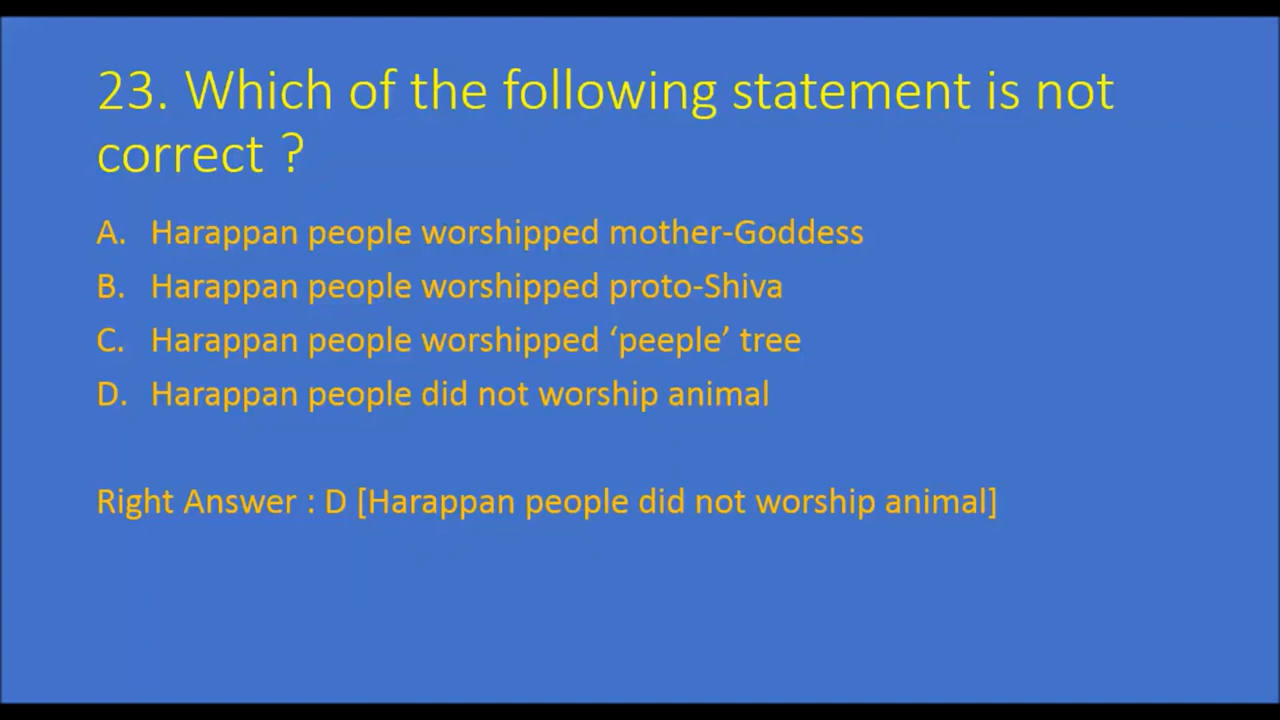 23. Which of the following statement is not
correct ?
A. Harappan people worshipped mother-Goddess
B. Harappan people worshipped proto-Shiva
C. Harappan people worshipped ‘peeple’ tree
D. Harappan people did not worship animal
Right Answer : D [Harappan people did not worship animal]